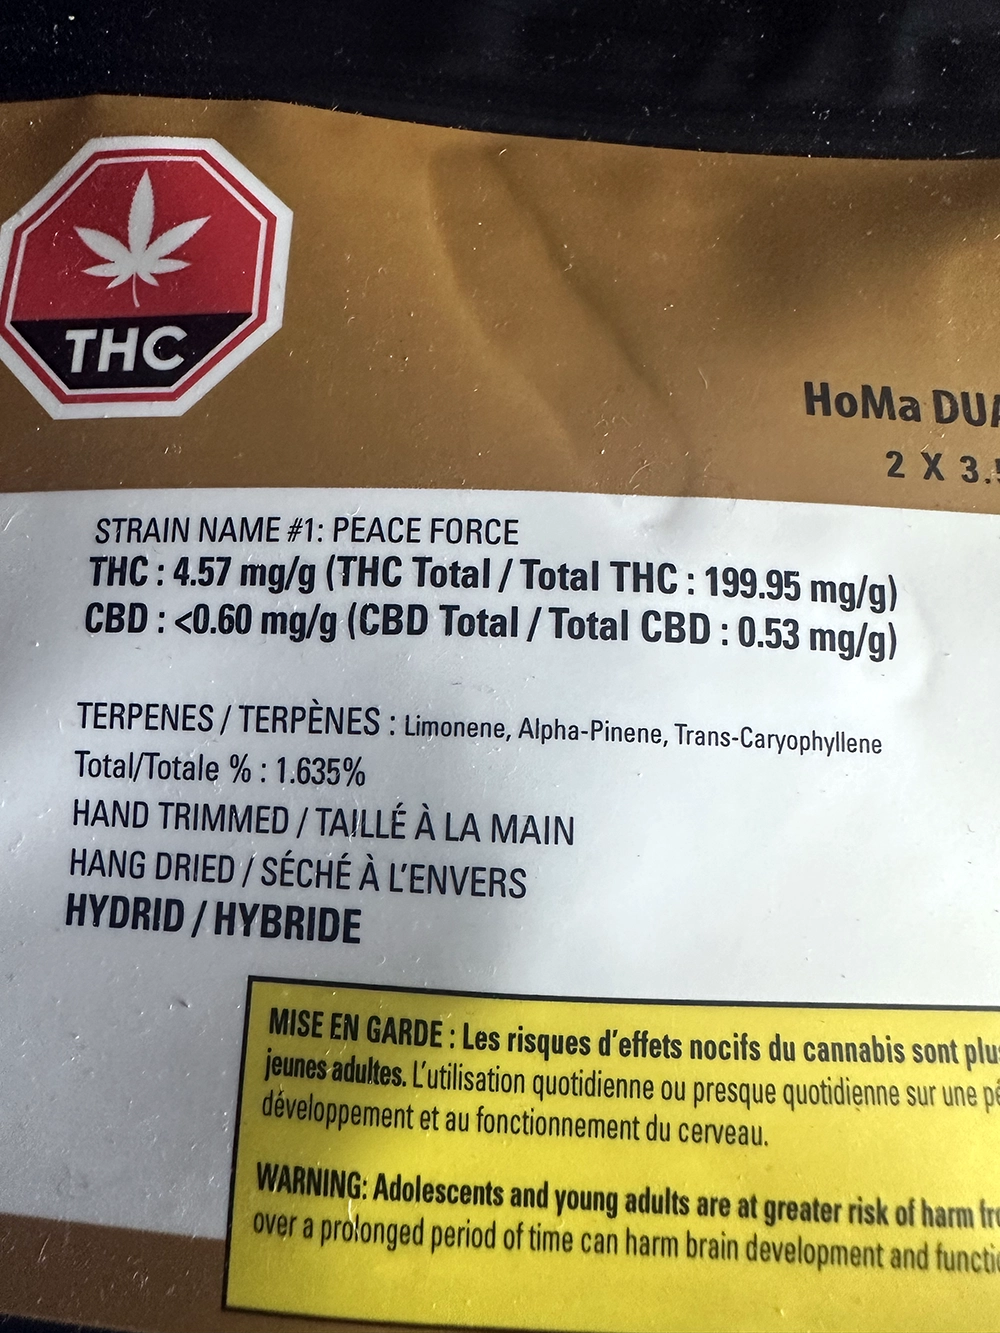 THC
HoMa
2 X
STRAIN NAME #1: PEACE FORCE
THC : 4.57 mg/g (THC Total / Total THC : 199.95 mg/g)
CBD : <0.60 mg/g (CBD Total / Total CBD : 0.53 mg/g)
TERPENES / TERPÈNES : Limonene, Alpha-Pinene, Trans-Caryophyllene
Total/Totale % : 1.635%
HAND TRIMMED / TAILLÉ À LA MAIN
HANG DRIED / SÉCHÉ À L'ENVERS
HYDRID / HYBRIDE
MISE EN GARDE : Les risques d'effets nocifs du cannabis sont
jeunes adultes. L'utilisation quotidienne ou presque quotidienne sur une
développement et au fonctionnement du cerveau.
WARNING: Adolescents and young adults are at greater risk of harm
over a prolonged period of time can harm brain development and